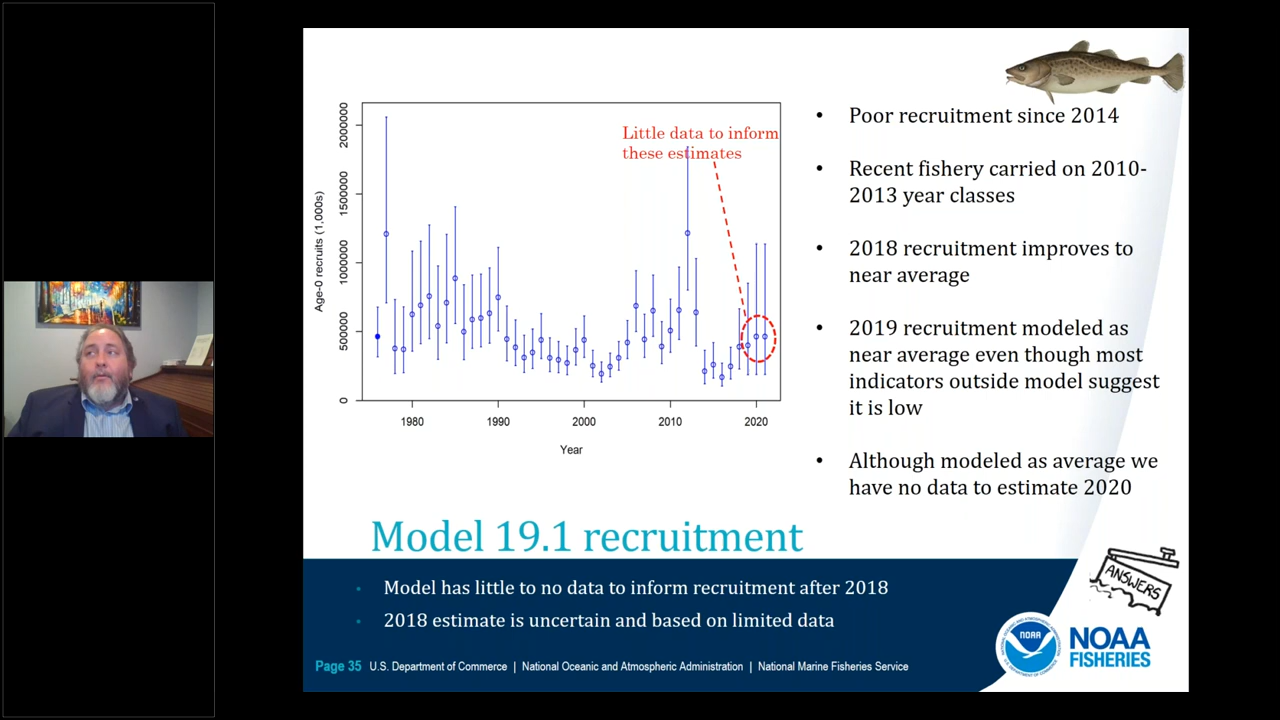 Little data to inform
these estimates
Age-0 recruits (1,000s)
2000000
1500000
1000000
500000
0
1980
1990
2000
2010
2020
Year
• Poor recruitment since 2014
• Recent fishery carried on 2010-
2013 year classes
• 2018 recruitment improves to
near average
• 2019 recruitment modeled as
near average even though most
indicators outside model suggest
it is low
• Although modeled as average we
have no data to estimate 2020
Model 19.1 recruitment
• Model has little to no data to inform recruitment after 2018
• 2018 estimate is uncertain and based on limited data
ANSWERS
NOAA
NOAA
FISHERIES
Page 35 U.S. Department of Commerce | National Oceanic and Atmospheric Administration | National Marine Fisheries Service